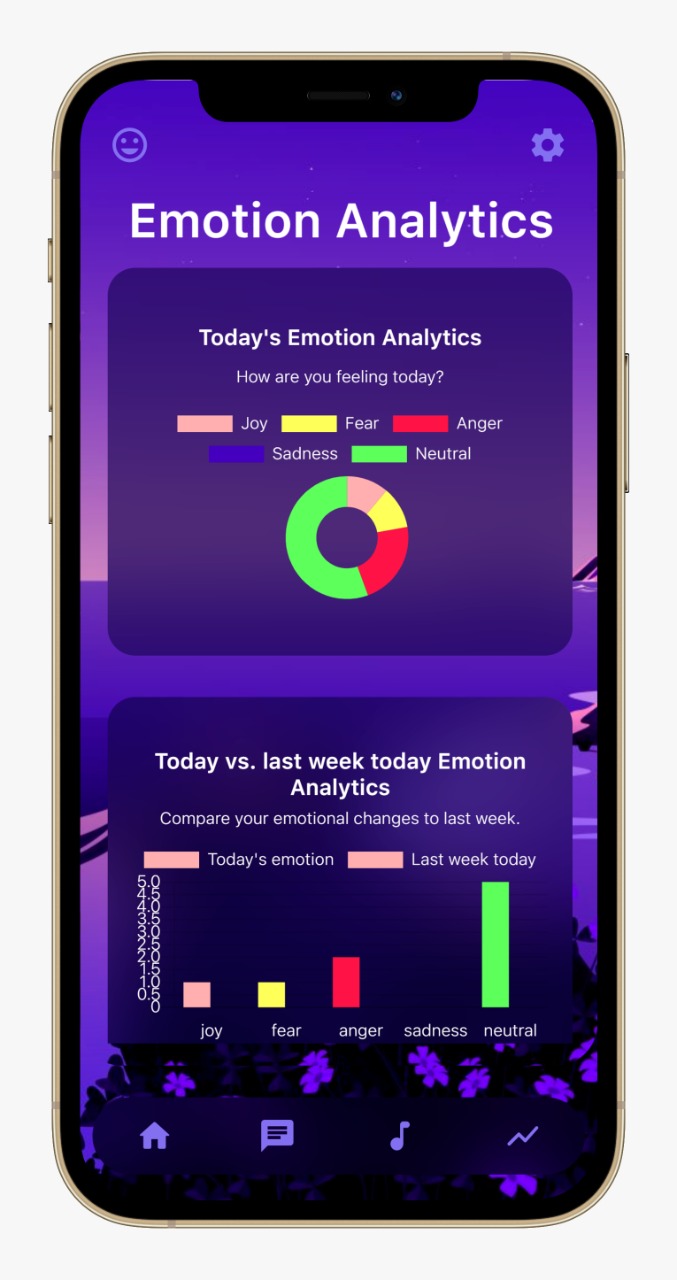 Emotion Analytics
Today's Emotion Analytics
How are you feeling today?
Joy Fear Anger
Sadness Neutral
Today vs. last week today Emotion
Analytics
Compare your emotional changes to last week.
Today's emotion Last week today
5.0
4.5
4.0
3.5
3.0
2.5
2.0
1.5
1.0
0.5
0
joy fear anger sadness neutral